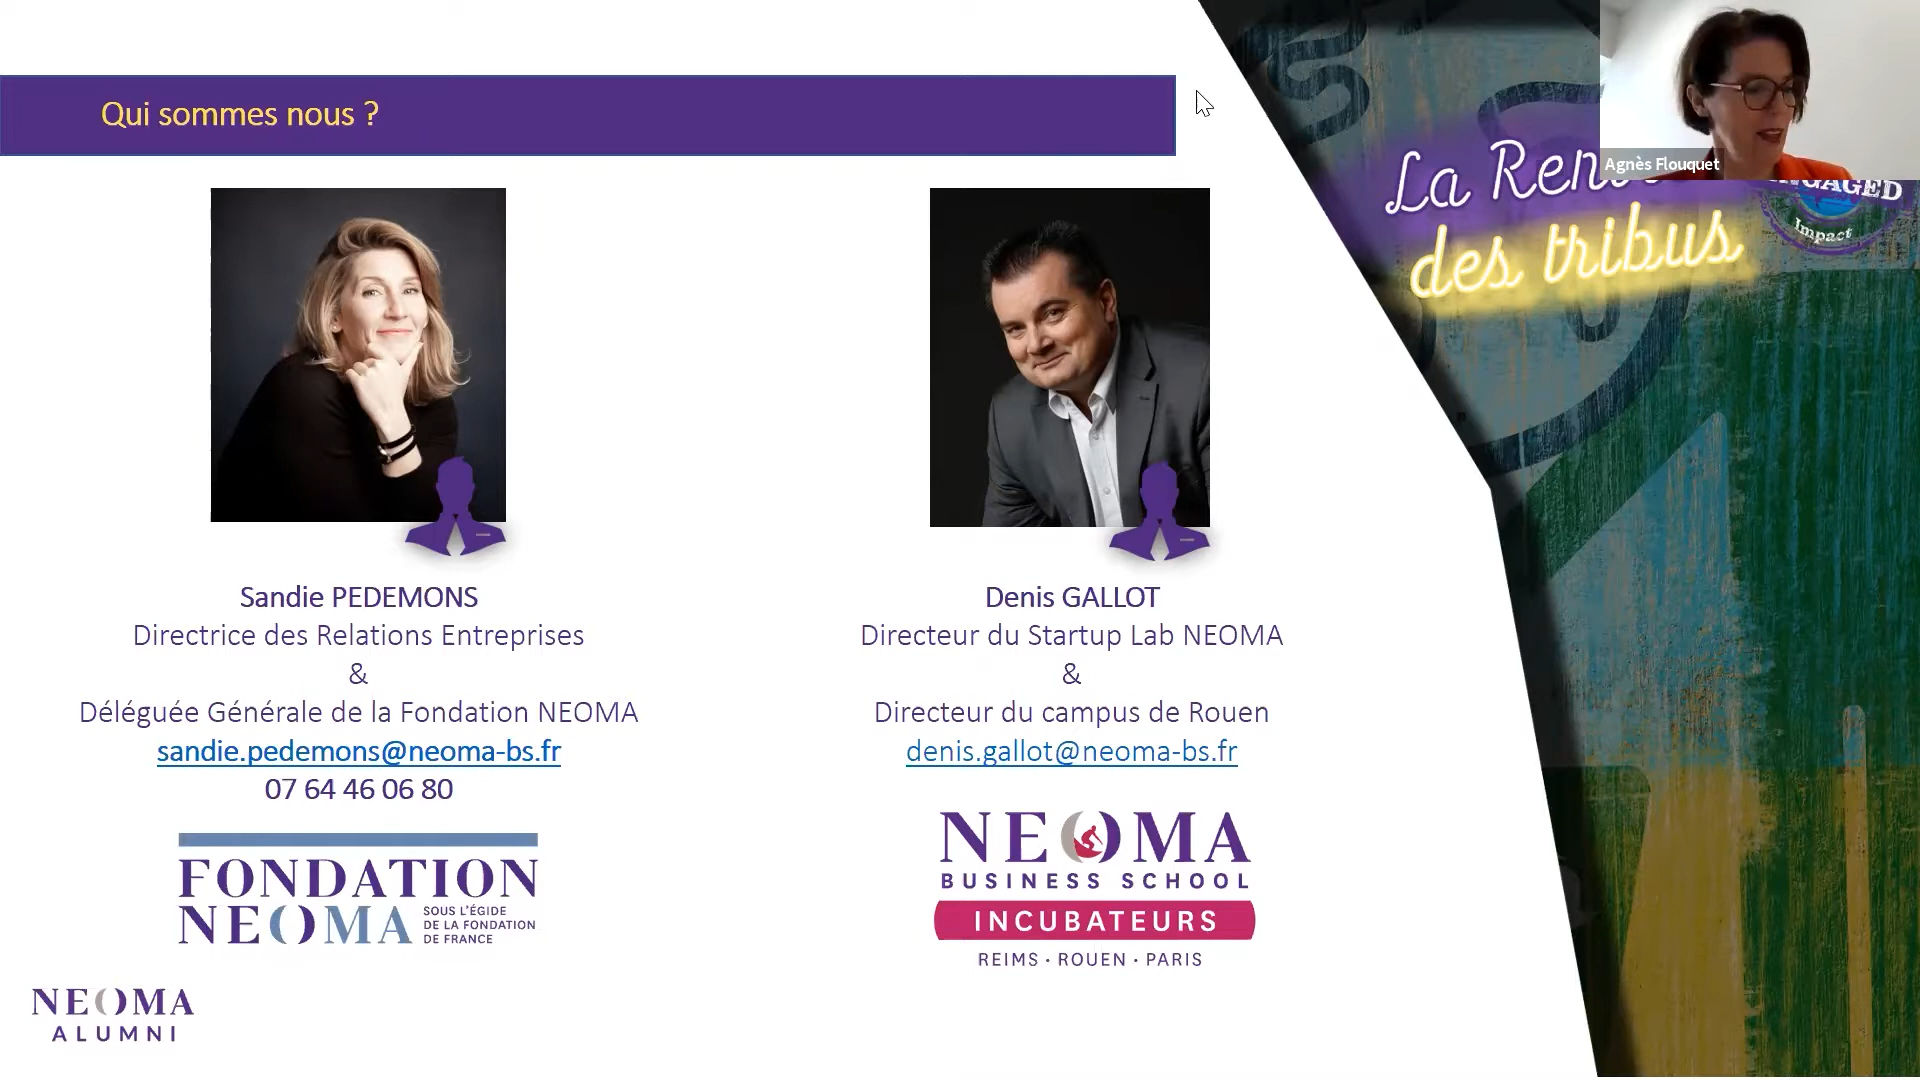 Qui sommes nous ?
Agnès Flouquet
La Ren
des tribus
ENGAGED
Impact
Sandie PEDEMONS
Directrice des Relations Entreprises
&
Déléguée Générale de la Fondation NEOMA
sandie.pedemons@neoma-bs.fr
07 64 46 06 80
FONDATION
NEOMA
SOUS L'ÉGIDE
DE LA FONDATION
DE FRANCE
Denis GALLOT
Directeur du Startup Lab NEOMA
&
Directeur du campus de Rouen
denis.gallot@neoma-bs.fr
NEOMA
BUSINESS SCHOOL
INCUBATEURS
REIMS • ROUEN • PARIS
NEOMA
ALUMNI